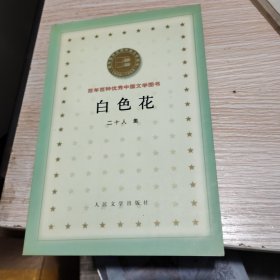 百年百种优秀中国文学图书
白色花
二十人 集
人民文学出版社